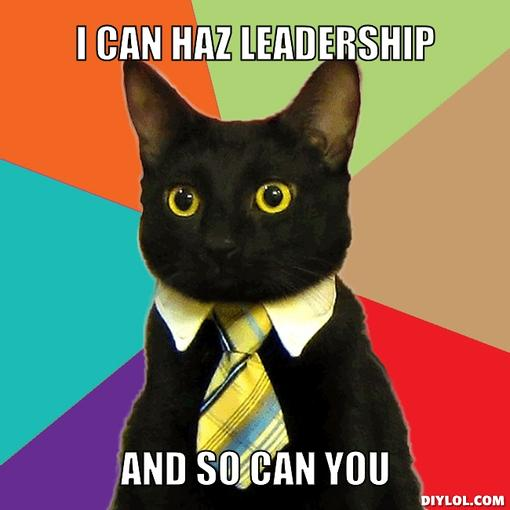 I CAN HAZ LEADERSHIP
AND SO CAN YOU
DIYLOL.COM